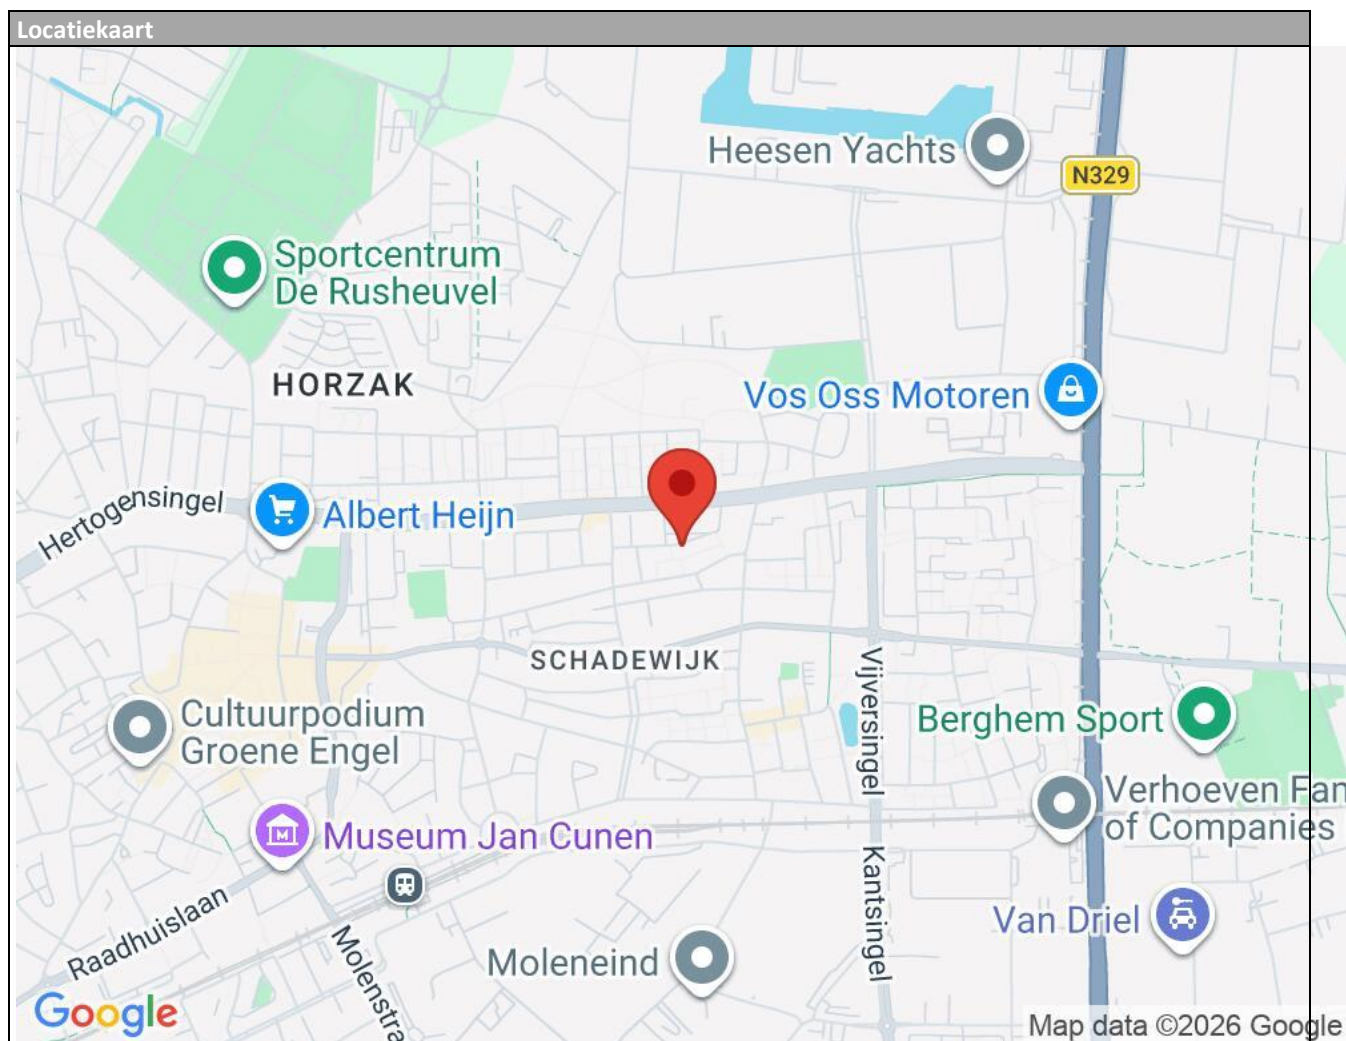 Locatiekaart
Heesen Yachts
N329
Sportcentrum
De Rusheuvel
HORZAK
Vos Oss Motoren
Hertogensingel
Albert Heijn
SCHADEWIJK
Vijversingel
Cultuurpodium
Groene Engel
Berghem Sport
Verhoeven Fan
of Companies
Museum Jan Cunen
M
Kantsingel
Raadhuislaan
Molenstra
Moleneind
Van Driel
Google
Map data ©2026 Google